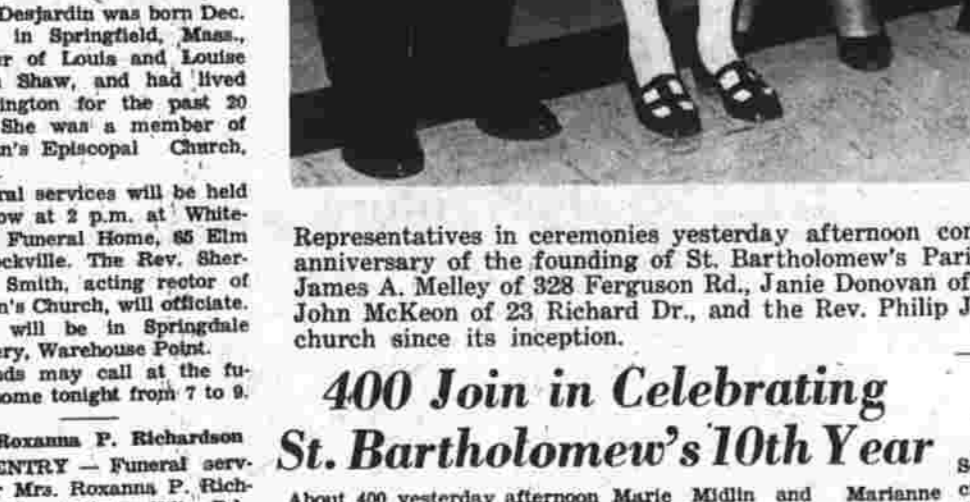 Desjardin was born Dec.
in Springfield, Mass.,
r of Louis and Louise
Shaw, and had lived
ington for the past 20
She was a member of
n's Episcopal Church,
ral services will be held
ow at 2 p.m. at White-
Funeral Home, 65 Elm
ckville. The Rev. Sher-
Smith, acting rector of
n's Church, will officiate.
will be in Springdale
ery, Warehouse Point.
ds may call at the fu-
ome tonight from 7 to 9.
Roxanna P. Richardson
ENTRY — Funeral serv-
Mrs. Roxanna P. Rich-
Representatives in ceremonies yesterday afternoon con
anniversary of the founding of St. Bartholomew's Pari
James A. Melley of 328 Ferguson Rd., Janie Donovan of
John McKeon of 23 Richard Dr., and the Rev. Philip J
church since its inception.
400 Join in Celebrating
St. Bartholomew's 10th Year
About 400 yesterday afternoon Marie Midlin and Marianne